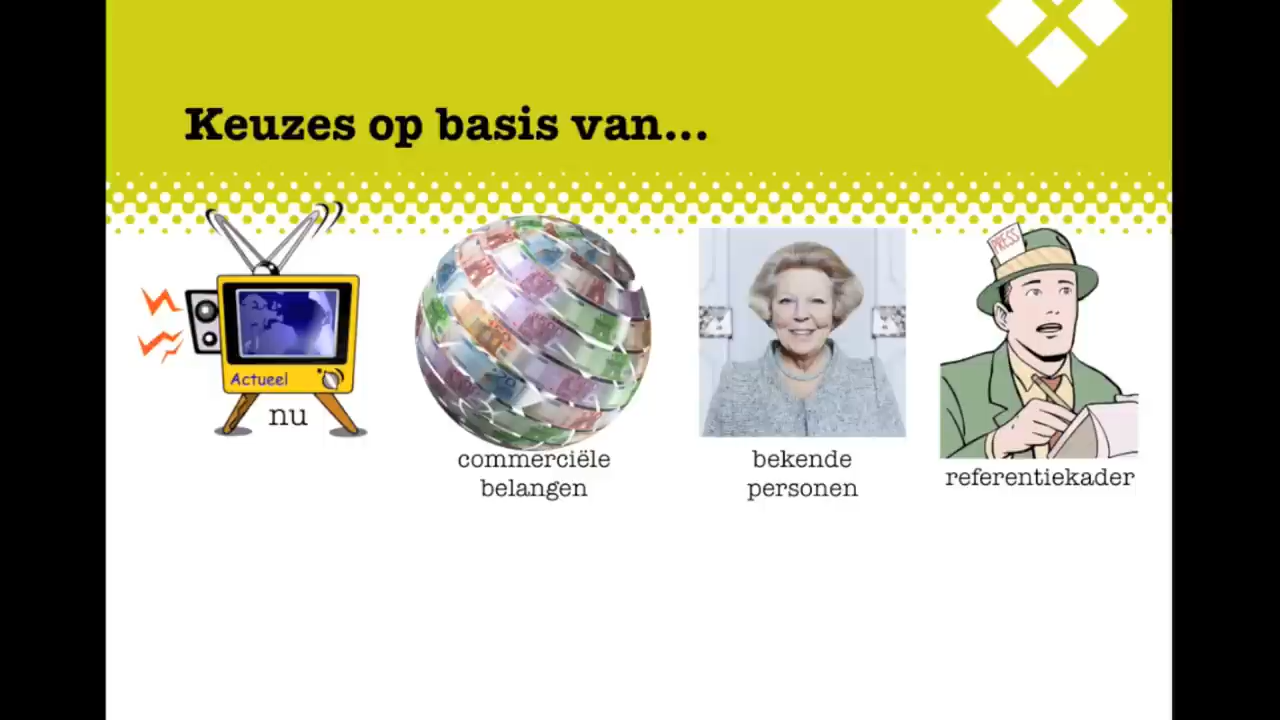 Keuzes op basis van...
PRESS
Actueel
nu
commerciële
belangen
bekende
personen
referentiekader